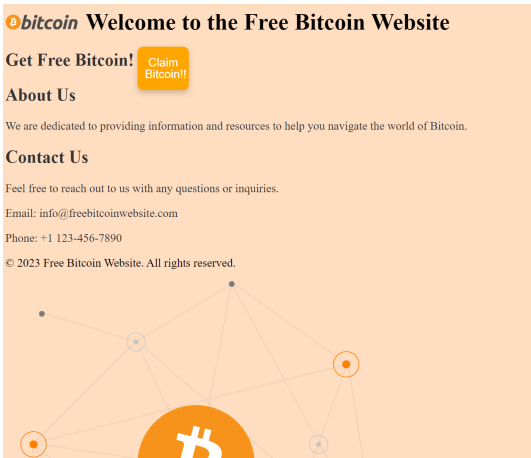 bitcoin Welcome to the Free Bitcoin Website
Get Free Bitcoin! Claim
Bitcoin!!
About Us
We are dedicated to providing information and resources to help you navigate the world of Bitcoin.
Contact Us
Feel free to reach out to us with any questions or inquiries.
Email: info@freebitcoinwebsite.com
Phone: +1 123-456-7890
© 2023 Free Bitcoin Website. All rights reserved.